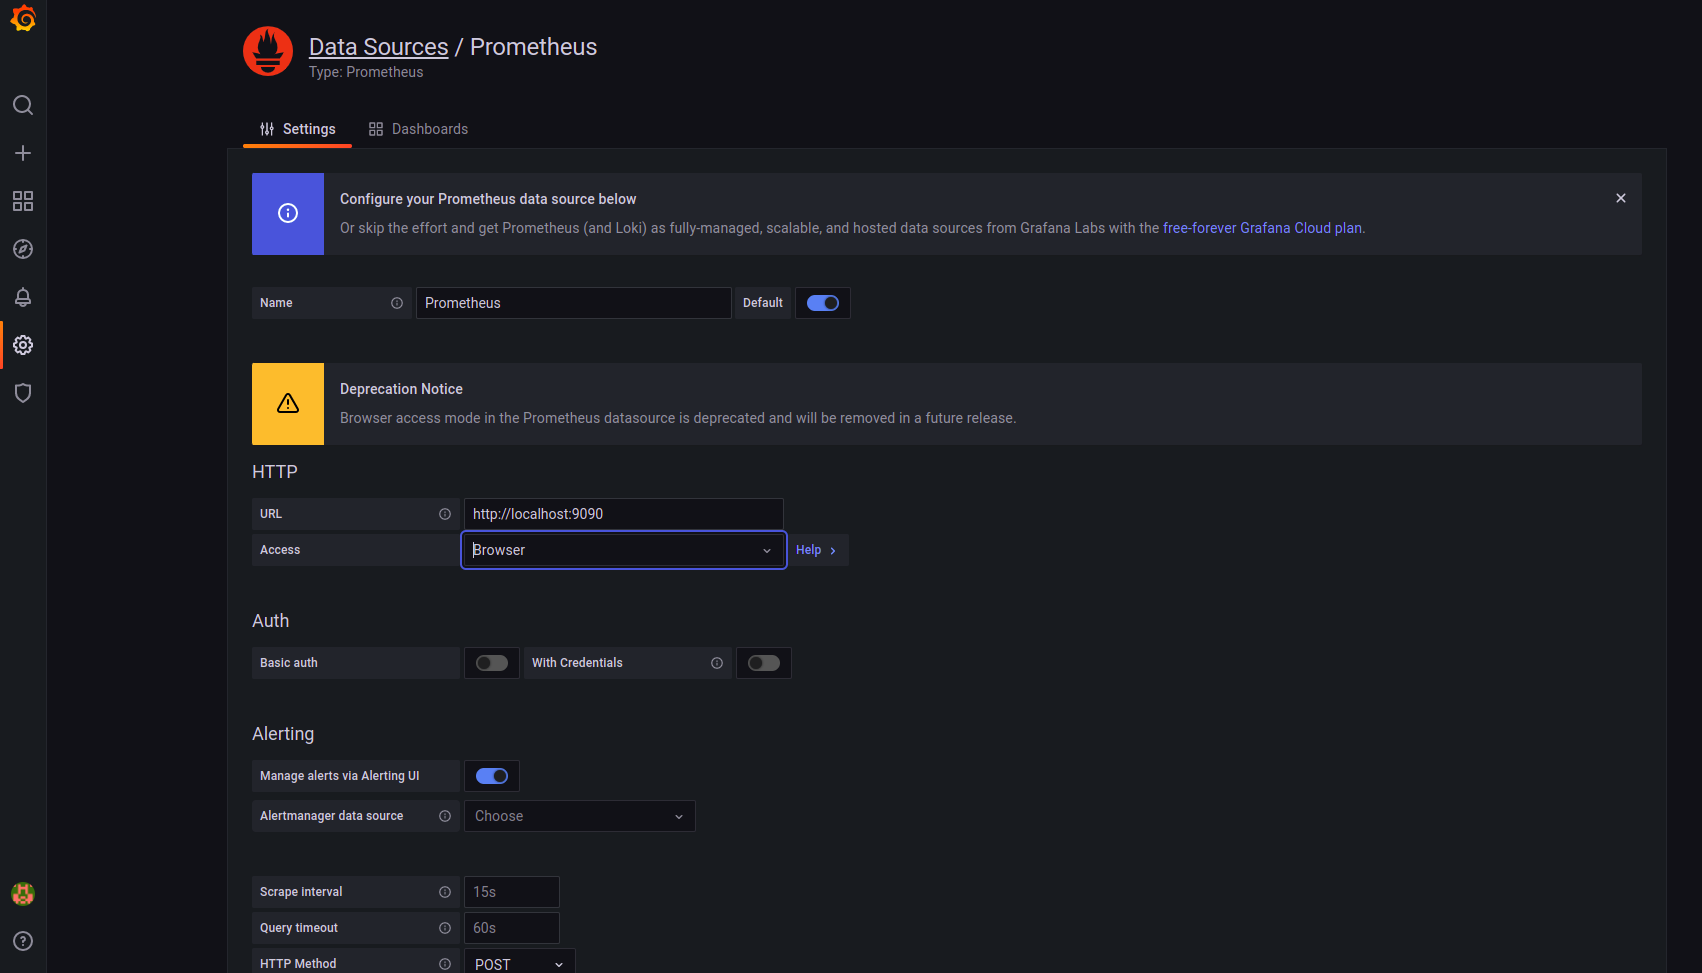 Data Sources / Prometheus
Type: Prometheus
Settings Dashboards
Configure your Prometheus data source below
Or skip the effort and get Prometheus (and Loki) as fully-managed, scalable, and hosted data sources from Grafana Labs with the free-forever Grafana Cloud plan.
Name Prometheus Default
Deprecation Notice
Browser access mode in the Prometheus datasource is deprecated and will be removed in a future release.
HTTP
URL http://localhost:9090
Access Browser Help
Auth
Basic auth With Credentials
Alerting
Manage alerts via Alerting UI
Alertmanager data source Choose
Scrape interval 15s
Query timeout 60s
HTTP Method POST